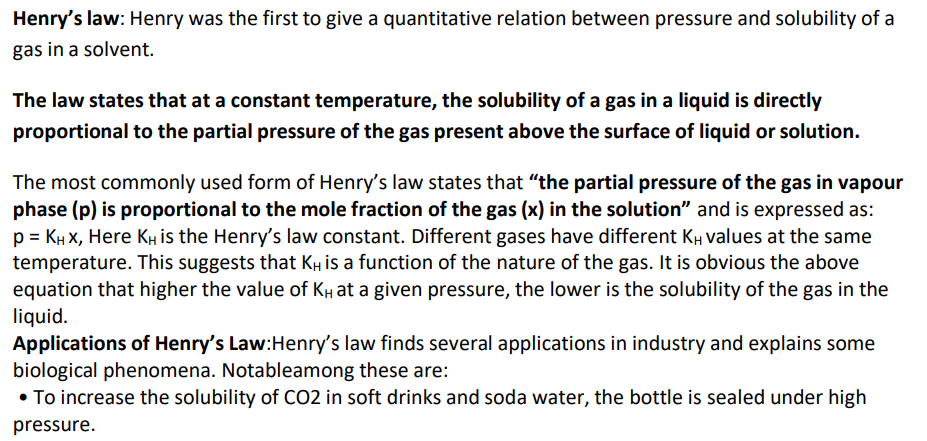 Henry's law: Henry was the first to give a quantitative relation between pressure and solubility of a
gas in a solvent.
The law states that at a constant temperature, the solubility of a gas in a liquid is directly
proportional to the partial pressure of the gas present above the surface of liquid or solution.
The most commonly used form of Henry's law states that “the partial pressure of the gas in vapour
phase (p) is proportional to the mole fraction of the gas (x) in the solution” and is expressed as:
p = KH x, Here KH is the Henry's law constant. Different gases have different KH values at the same
temperature. This suggests that KH is a function of the nature of the gas. It is obvious the above
equation that higher the value of KH at a given pressure, the lower is the solubility of the gas in the
liquid.
Applications of Henry's Law:Henry's law finds several applications in industry and explains some
biological phenomena. Notableamong these are:
• To increase the solubility of CO2 in soft drinks and soda water, the bottle is sealed under high
pressure.